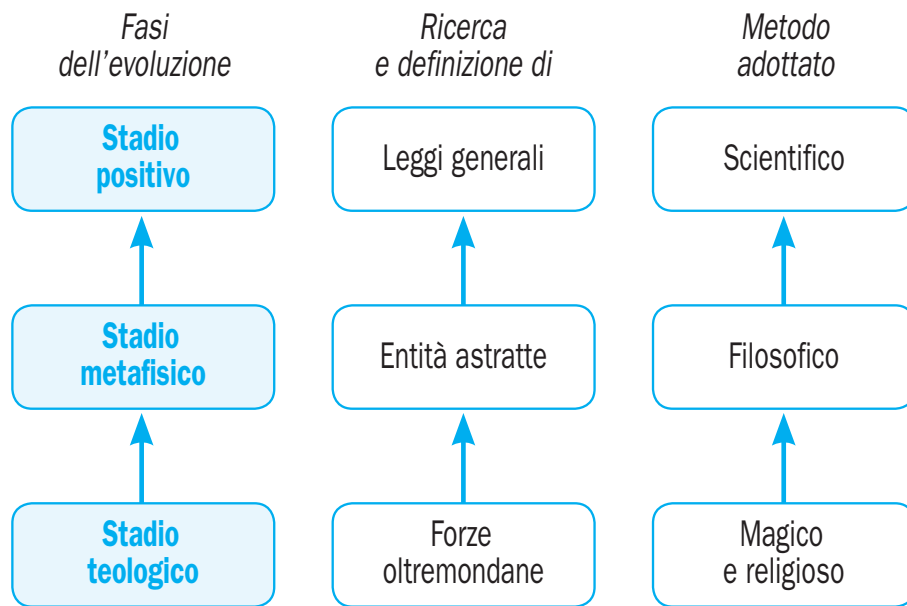 Fasi
dell'evoluzione
Ricerca
e definizione di
Metodo
adottato
Stadio
positivo
Leggi generali
Scientifico
Stadio
metafisico
Entità astratte
Filosofico
Stadio
teologico
Forze
oltremondane
Magico
e religioso